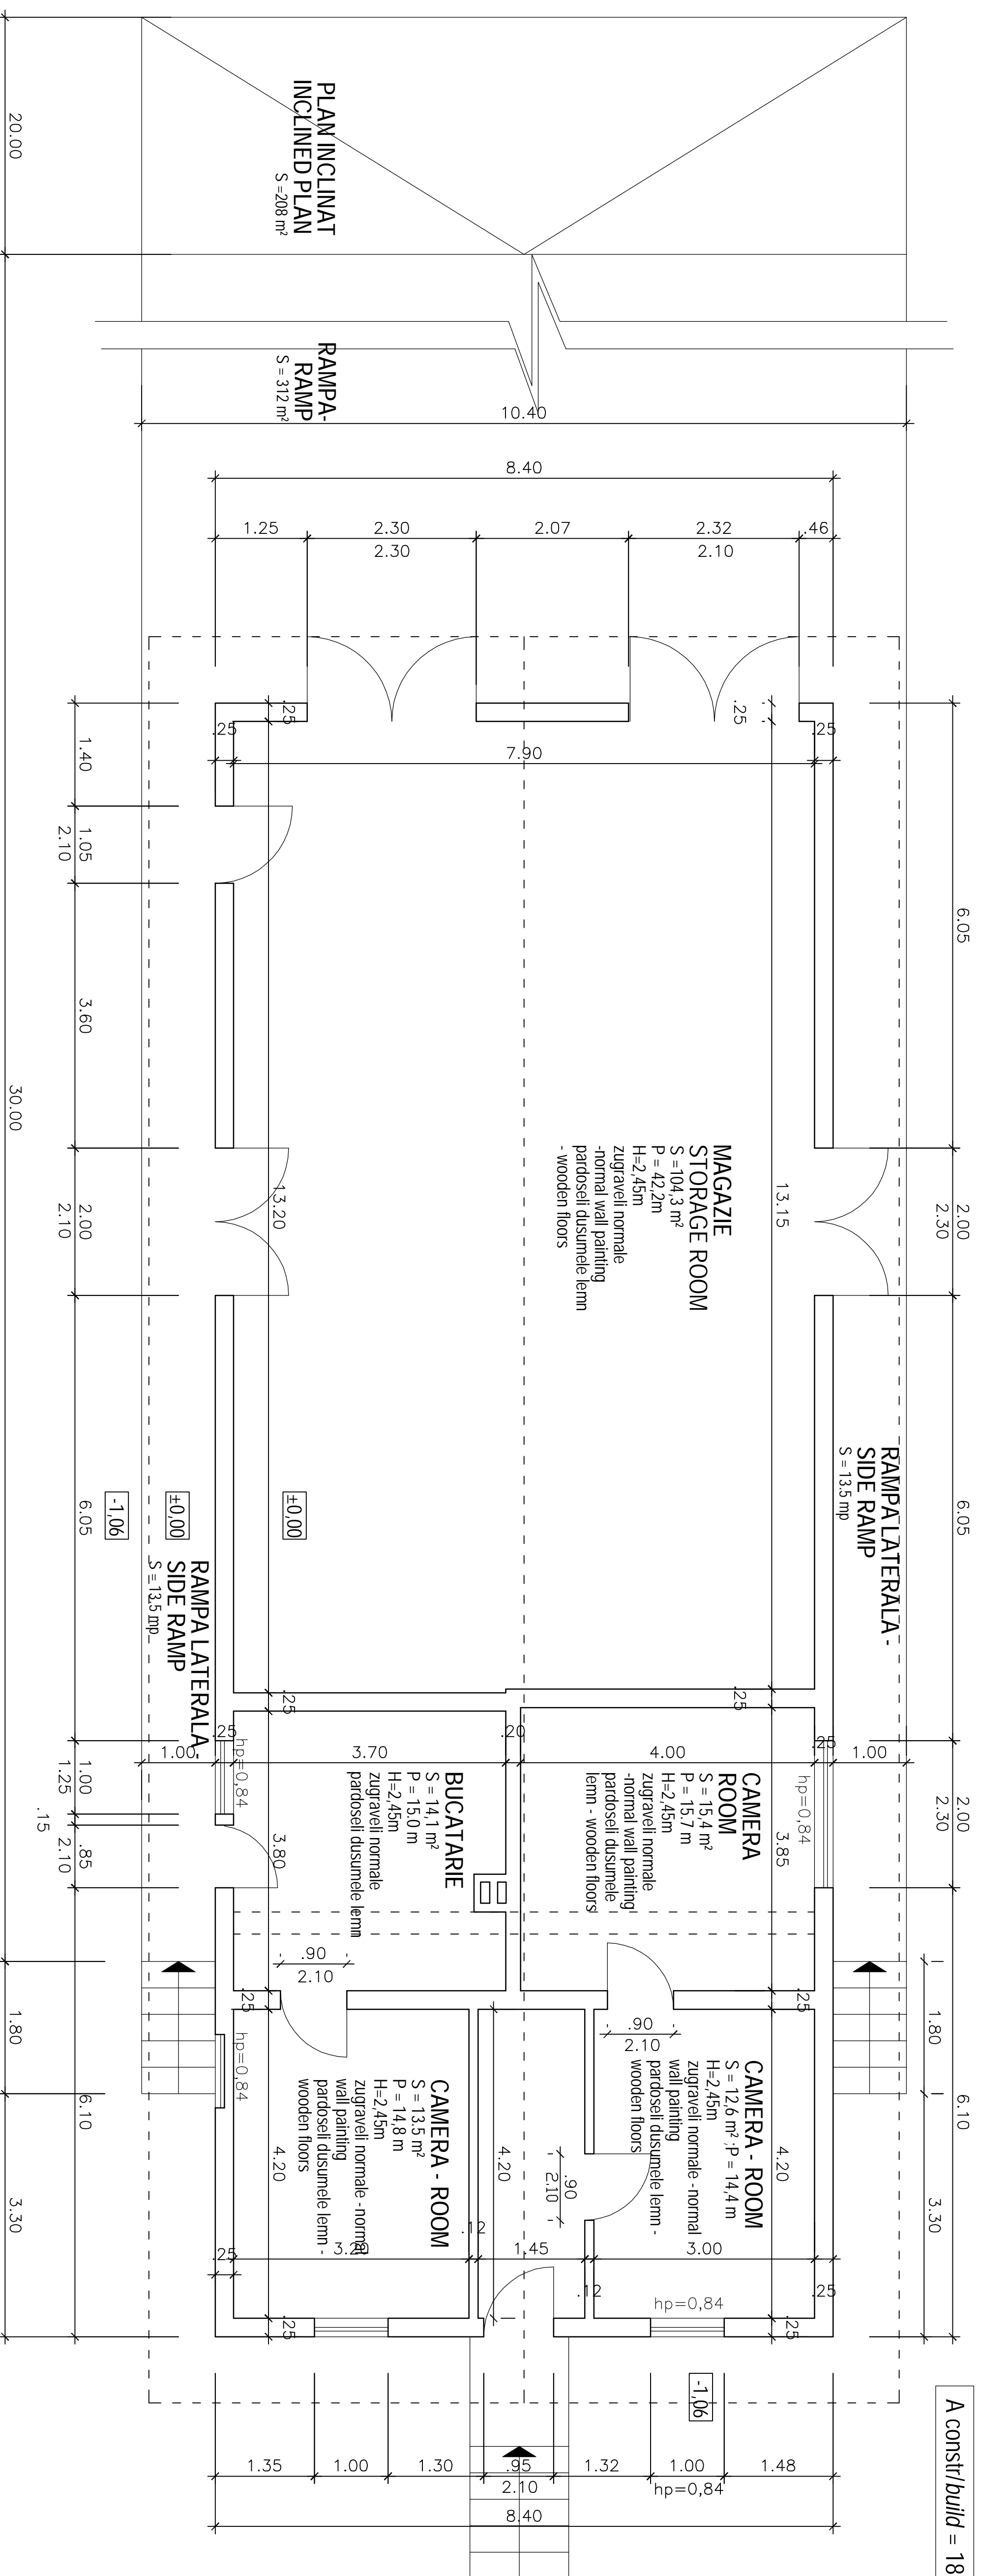 PLAN INCLINAT
INCLINED PLAN
S =208 m²
RAMPA-
RAMP
S = 312 m²
20.00
30.00
10.40
8.40
1.25
2.30
2.30
2.07
2.32
2.10
.46
.25
.25
.25
.25
7.90
1.40
1.05
2.10
3.60
2.00
2.10
6.05
6.05
2.00
2.30
6.05
13.20
13.15
MAGAZIE
STORAGE ROOM
S =104,3 m²
P = 42,2m
H=2,45m
zugraveli normale
-normal wall painting
pardoseli dusumele lemn
- wooden floors
±0,00
±0,00
-1,06
RAMPA LATERALA -
SIDE RAMP
S = 13.5 mp
RAMPA LATERALA -
SIDE RAMP
S = 13.5 mp
.25
.25
.20
.25
.25
1.00
3.70
4.00
1.00
hp=0,84
hp=0,84
1.00
1.25
.15
.85
2.10
2.00
2.30
BUCATARIE
S = 14,1 m²
P = 15.0 m
H=2,45m
zugraveli normale
pardoseli dusumele lemn
CAMERA
ROOM
S = 15,4 m²
P = 15.7 m
H=2,45m
zugraveli normale
-normal wall painting
pardoseli dusumele
lemn - wooden floors
3.80
3.85
.90
2.10
.90
2.10
.25
.25
hp=0,84
1.80
3.30
6.10
1.80
3.30
6.10
CAMERA - ROOM
S = 13.5 m²
P = 14,8 m
H=2,45m
zugraveli normale -normal
wall painting
pardoseli dusumele lemn -
wooden floors
CAMERA - ROOM
S = 12,6 m² ;P = 14,4 m
H=2,45m
zugraveli normale -normal
wall painting
pardoseli dusumele lemn -
wooden floors
4.20
4.20
4.20
.90
2.10
.25
3.20
.12
1.45
.12
3.00
.25
hp=0,84
.25
.25
-1,06
1.35
1.00
1.30
.95
2.10
1.32
1.00
hp=0,84
1.48
8.40
A constr/build = 18